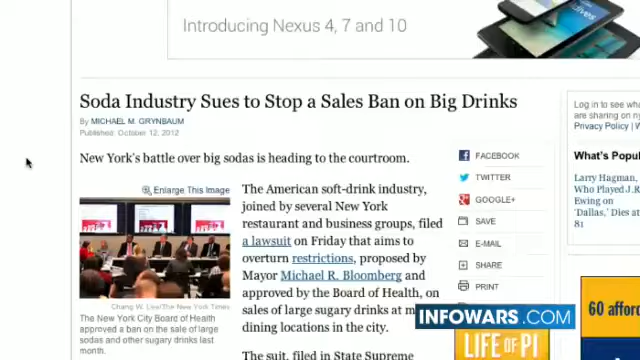 Introducing Nexus 4, 7 and 10
Soda Industry Sues to Stop a Sales Ban on Big Drinks
By MICHAEL M. GRYNBAUM
Published: October 12, 2012
New York's battle over big sodas is heading to the courtroom.
Enlarge This Image
Chang W. Lee/The New York Times
The New York City Board of Health
approved a ban on the sale of large
sodas and other sugary drinks last
month.
The American soft-drink industry,
joined by several New York
restaurant and business groups, filed
a lawsuit on Friday that aims to
overturn restrictions, proposed by
Mayor Michael R. Bloomberg and
approved by the Board of Health, on
sales of large sugary drinks at m
dining locations in the city.
The suit, filed in State Supreme
FACEBOOK
TWITTER
GOOGLE+
SAVE
E-MAIL
SHARE
PRINT
Log in to see wha
are sharing on ny
Privacy Policy | W
What's Popul
Larry Hagman,
Who Played J.R
Ewing on
'Dallas,' Dies at
81
60 afford
INFOWARS.COM
LIFE OF PI